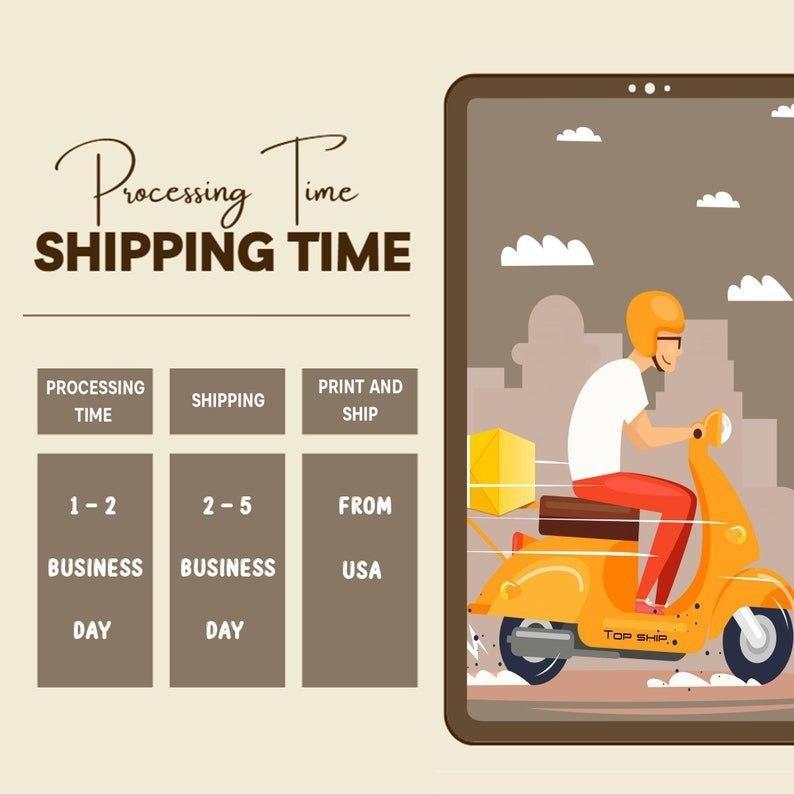 Processing Time
SHIPPING TIME
PROCESSING
TIME
SHIPPING
PRINT AND
SHIP
1 - 2
BUSINESS
DAY
2 - 5
BUSINESS
DAY
FROM
USA
TOP SHIP